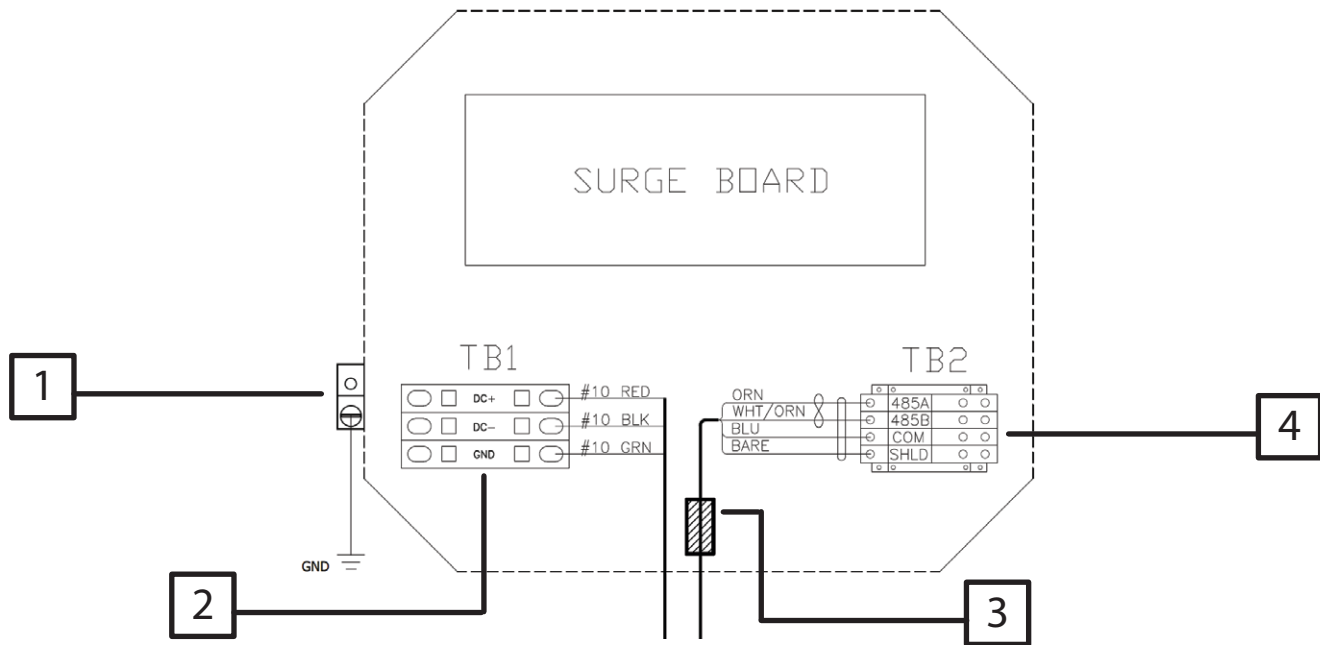 SURGE BOARD
TB1
TB2
1
DC+
#10 RED
DC-
#10 BLK
GND
#10 GRN
ORN
WHT/ORN
BLU
BARE
485A
485B
COM
SHLD
4
GND
2
3